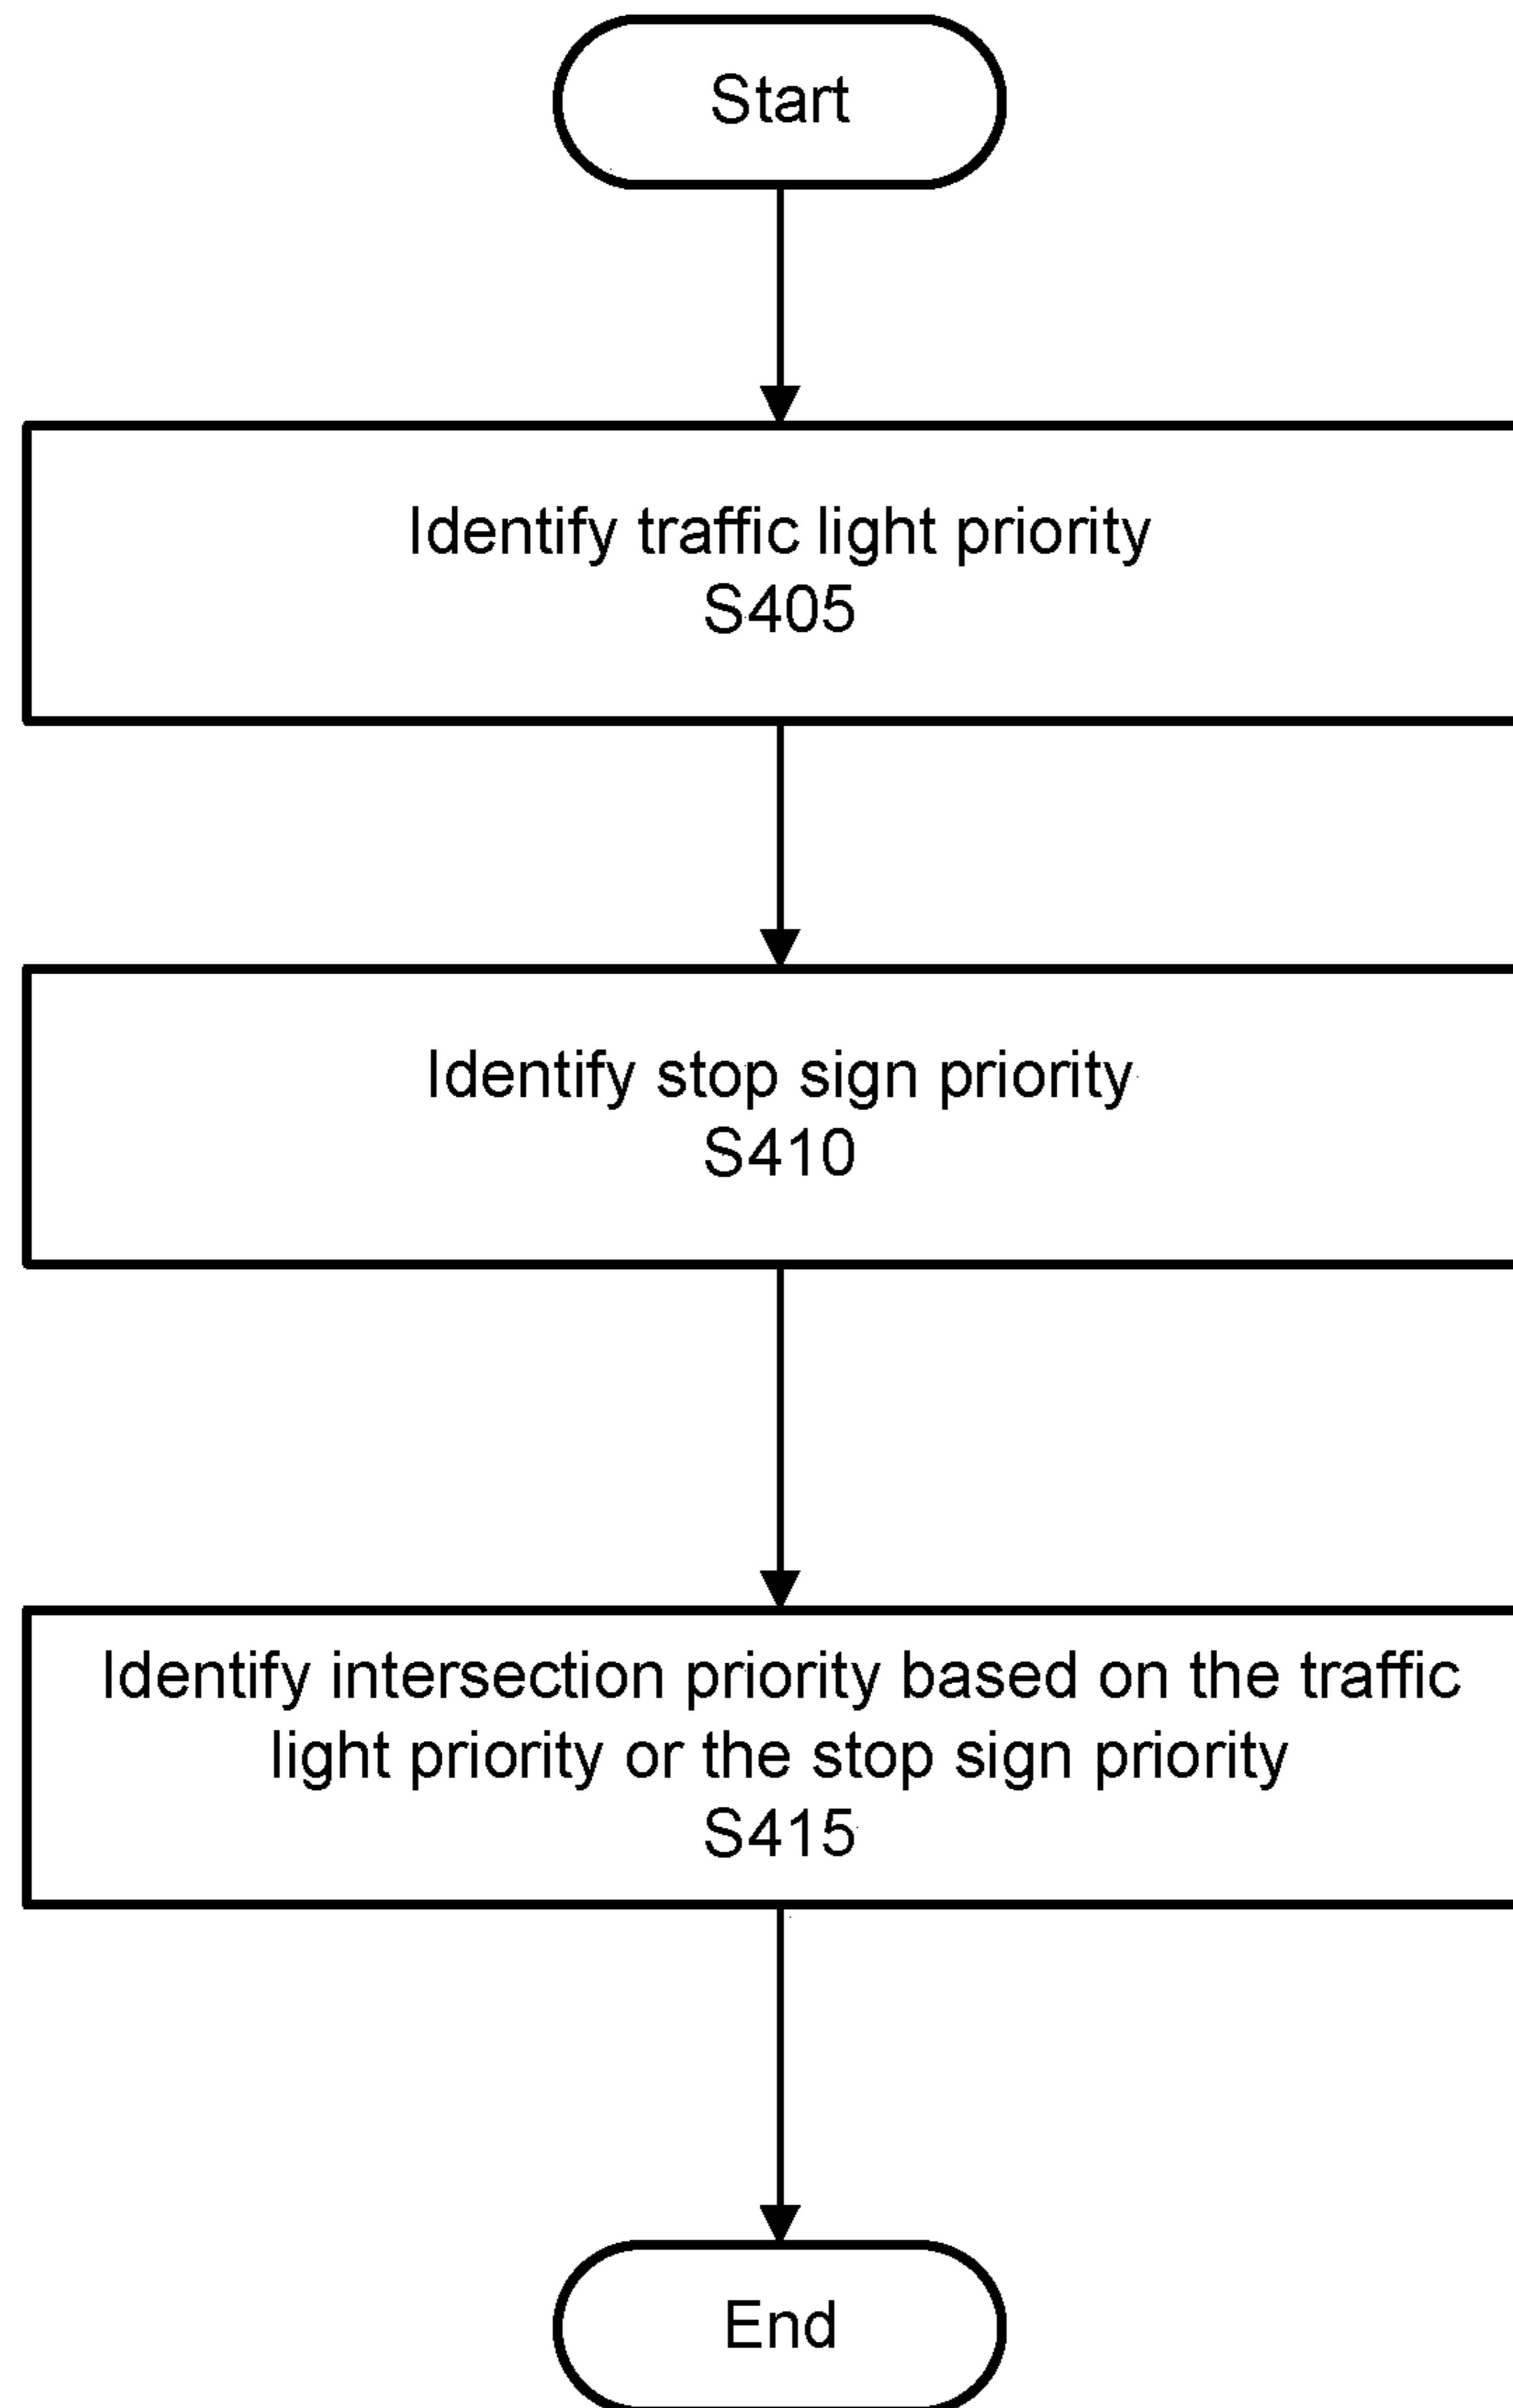 Start
Identify traffic light priority
S405
Identify stop sign priority
S410
Identify intersection priority based on the traffic
light priority or the stop sign priority
S415
End